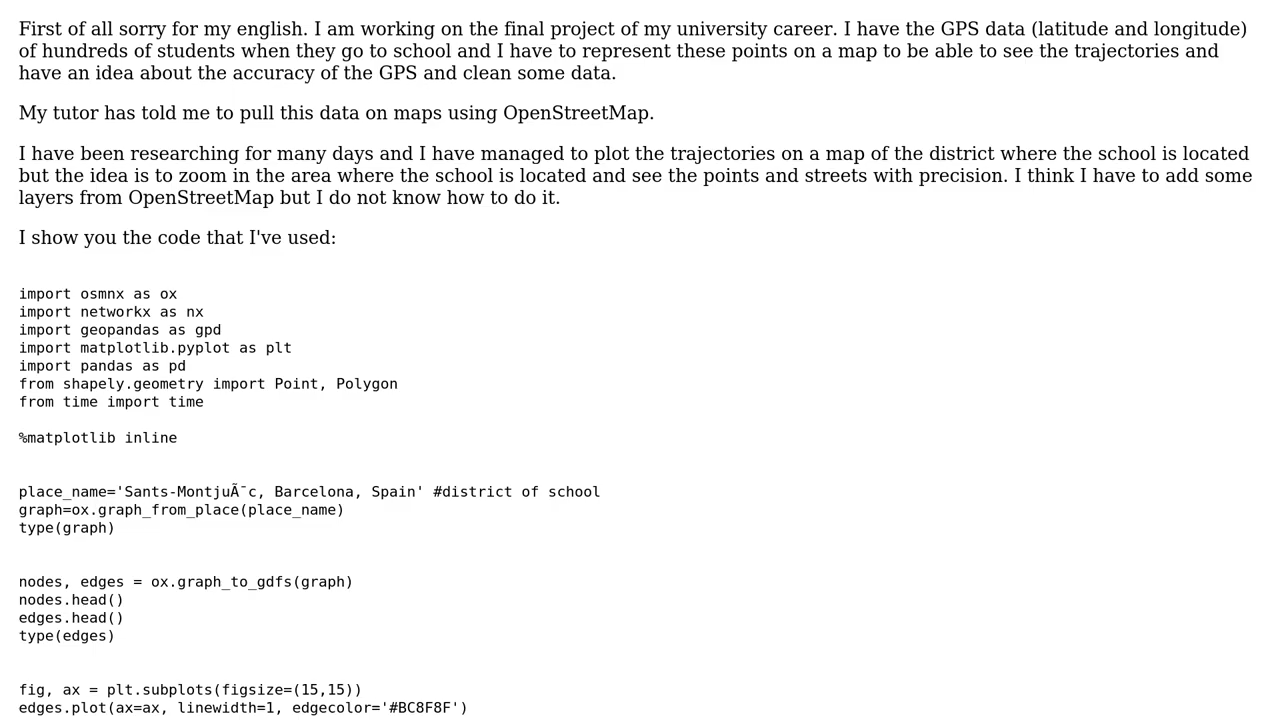 First of all sorry for my english. I am working on the final project of my university career. I have the GPS data (latitude and longitude)
of hundreds of students when they go to school and I have to represent these points on a map to be able to see the trajectories and
have an idea about the accuracy of the GPS and clean some data.
My tutor has told me to pull this data on maps using OpenStreetMap.
I have been researching for many days and I have managed to plot the trajectories on a map of the district where the school is located
but the idea is to zoom in the area where the school is located and see the points and streets with precision. I think I have to add some
layers from OpenStreetMap but I do not know how to do it.
I show you the code that I've used:
import osmnx as ox
import networkx as nx
import geopandas as gpd
import matplotlib.pyplot as plt
import pandas as pd
from shapely.geometry import Point, Polygon
from time import time
%matplotlib inline
place_name='Sants-MontjuÃ¯c, Barcelona, Spain' #district of school
graph=ox.graph_from_place(place_name)
type(graph)
nodes, edges = ox.graph_to_gdfs(graph)
nodes.head()
edges.head()
type(edges)
fig, ax = plt.subplots(figsize=(15,15))
edges.plot(ax=ax, linewidth=1, edgecolor='#BC8F8F')